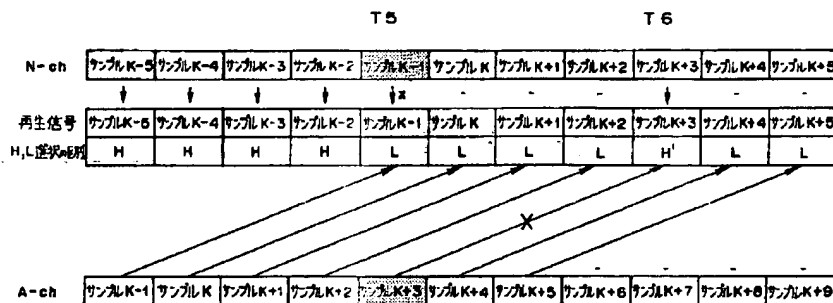 T5 T6
N-ch サンプルK-5 サンプルK-4 サンプルK-3 サンプルK-2 サンプルK-1 サンプルK サンプルK+1 サンプルK+2 サンプルK+3 サンプルK+4 サンプルK+5
x
再生信号 サンプルK-5 サンプルK-4 サンプルK-3 サンプルK-2 サンプルK-1 サンプルK サンプルK+1 サンプルK+2 サンプルK+3 サンプルK+4 サンプルK+5
H,L選択の区別 H H H H L L L L H' L L
X
A-ch サンプルK-1 サンプルK サンプルK+1 サンプルK+2 サンプルK+3 サンプルK+4 サンプルK+5 サンプルK+6 サンプルK+7 サンプルK+8 サンプルK+9